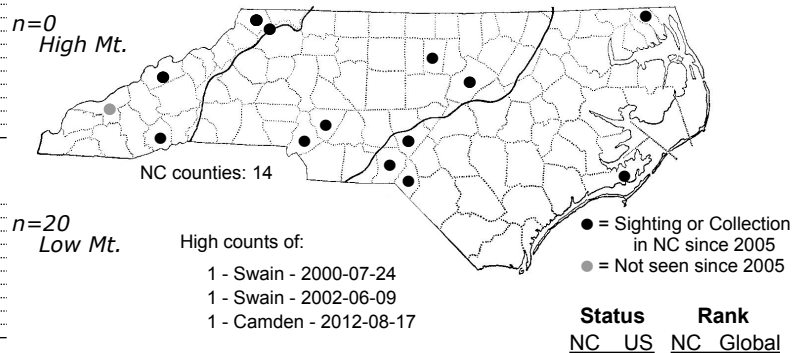 n=0
High Mt.
NC counties: 14
n=20
Low Mt.
High counts of:
1 - Swain - 2000-07-24
1 - Swain - 2002-06-09
1 - Camden - 2012-08-17
= Sighting or Collection
in NC since 2005
= Not seen since 2005
Status Rank
NC US NC Global